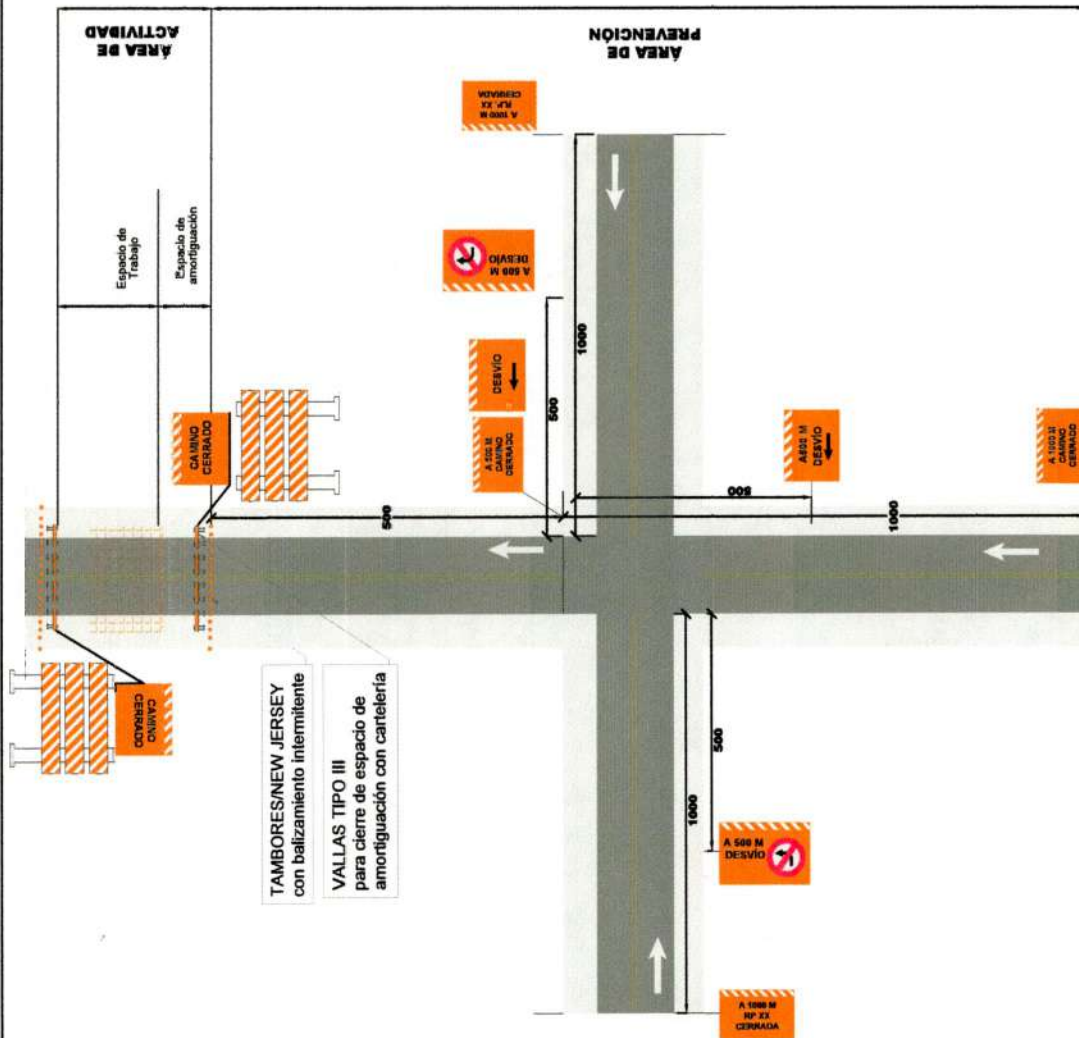 ÁREA DE
ACTIVIDAD
ÁREA DE
PREVENCIÓN
A 1000 M
R.P. XX
CERRADA
Espacio de
Trabajo
Espacio de
amortiguación
A 500 M
DESVÍO
1000
500
DESVÍO
A 500 M
CAMINO
CERRADO
CAMINO
CERRADO
A500 M
DESVÍO
A 1000 M
CAMINO
CERRADO
500
500
1000
CAMINO
CERRADO
TAMBORES/NEW JERSEY
con balizamiento intermitente
VALLAS TIPO III
para cierre de espacio de
amortiguación con cartelería
500
1000
A 500 M
DESVÍO
A 1000 M
RP XX
CERRADA